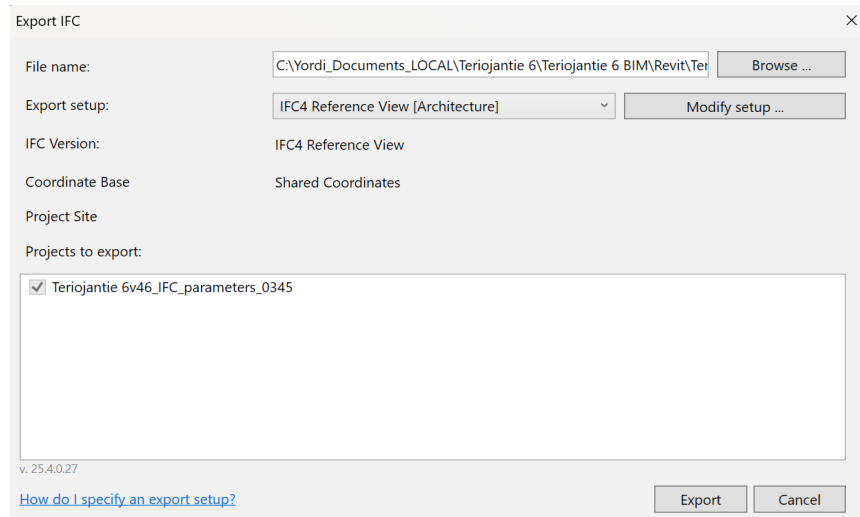 Export IFC
File name: C:\Yordi_Documents_LOCAL\Teriojantie 6\Teriojantie 6 BIM\Revit\Ter Browse ...
Export setup: IFC4 Reference View [Architecture] Modify setup ...
IFC Version: IFC4 Reference View
Coordinate Base Shared Coordinates
Project Site
Projects to export:
Teriojantie 6v46_IFC_parameters_0345
v. 25.4.0.27
How do I specify an export setup? Export Cancel